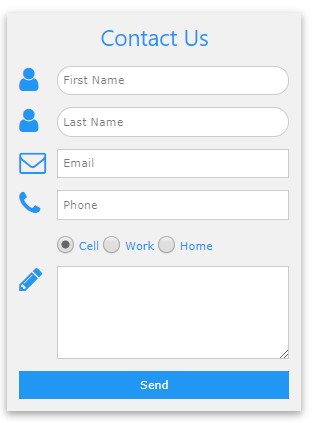 Contact Us
First Name
Last Name
Email
Phone
Cell Work Home
Send